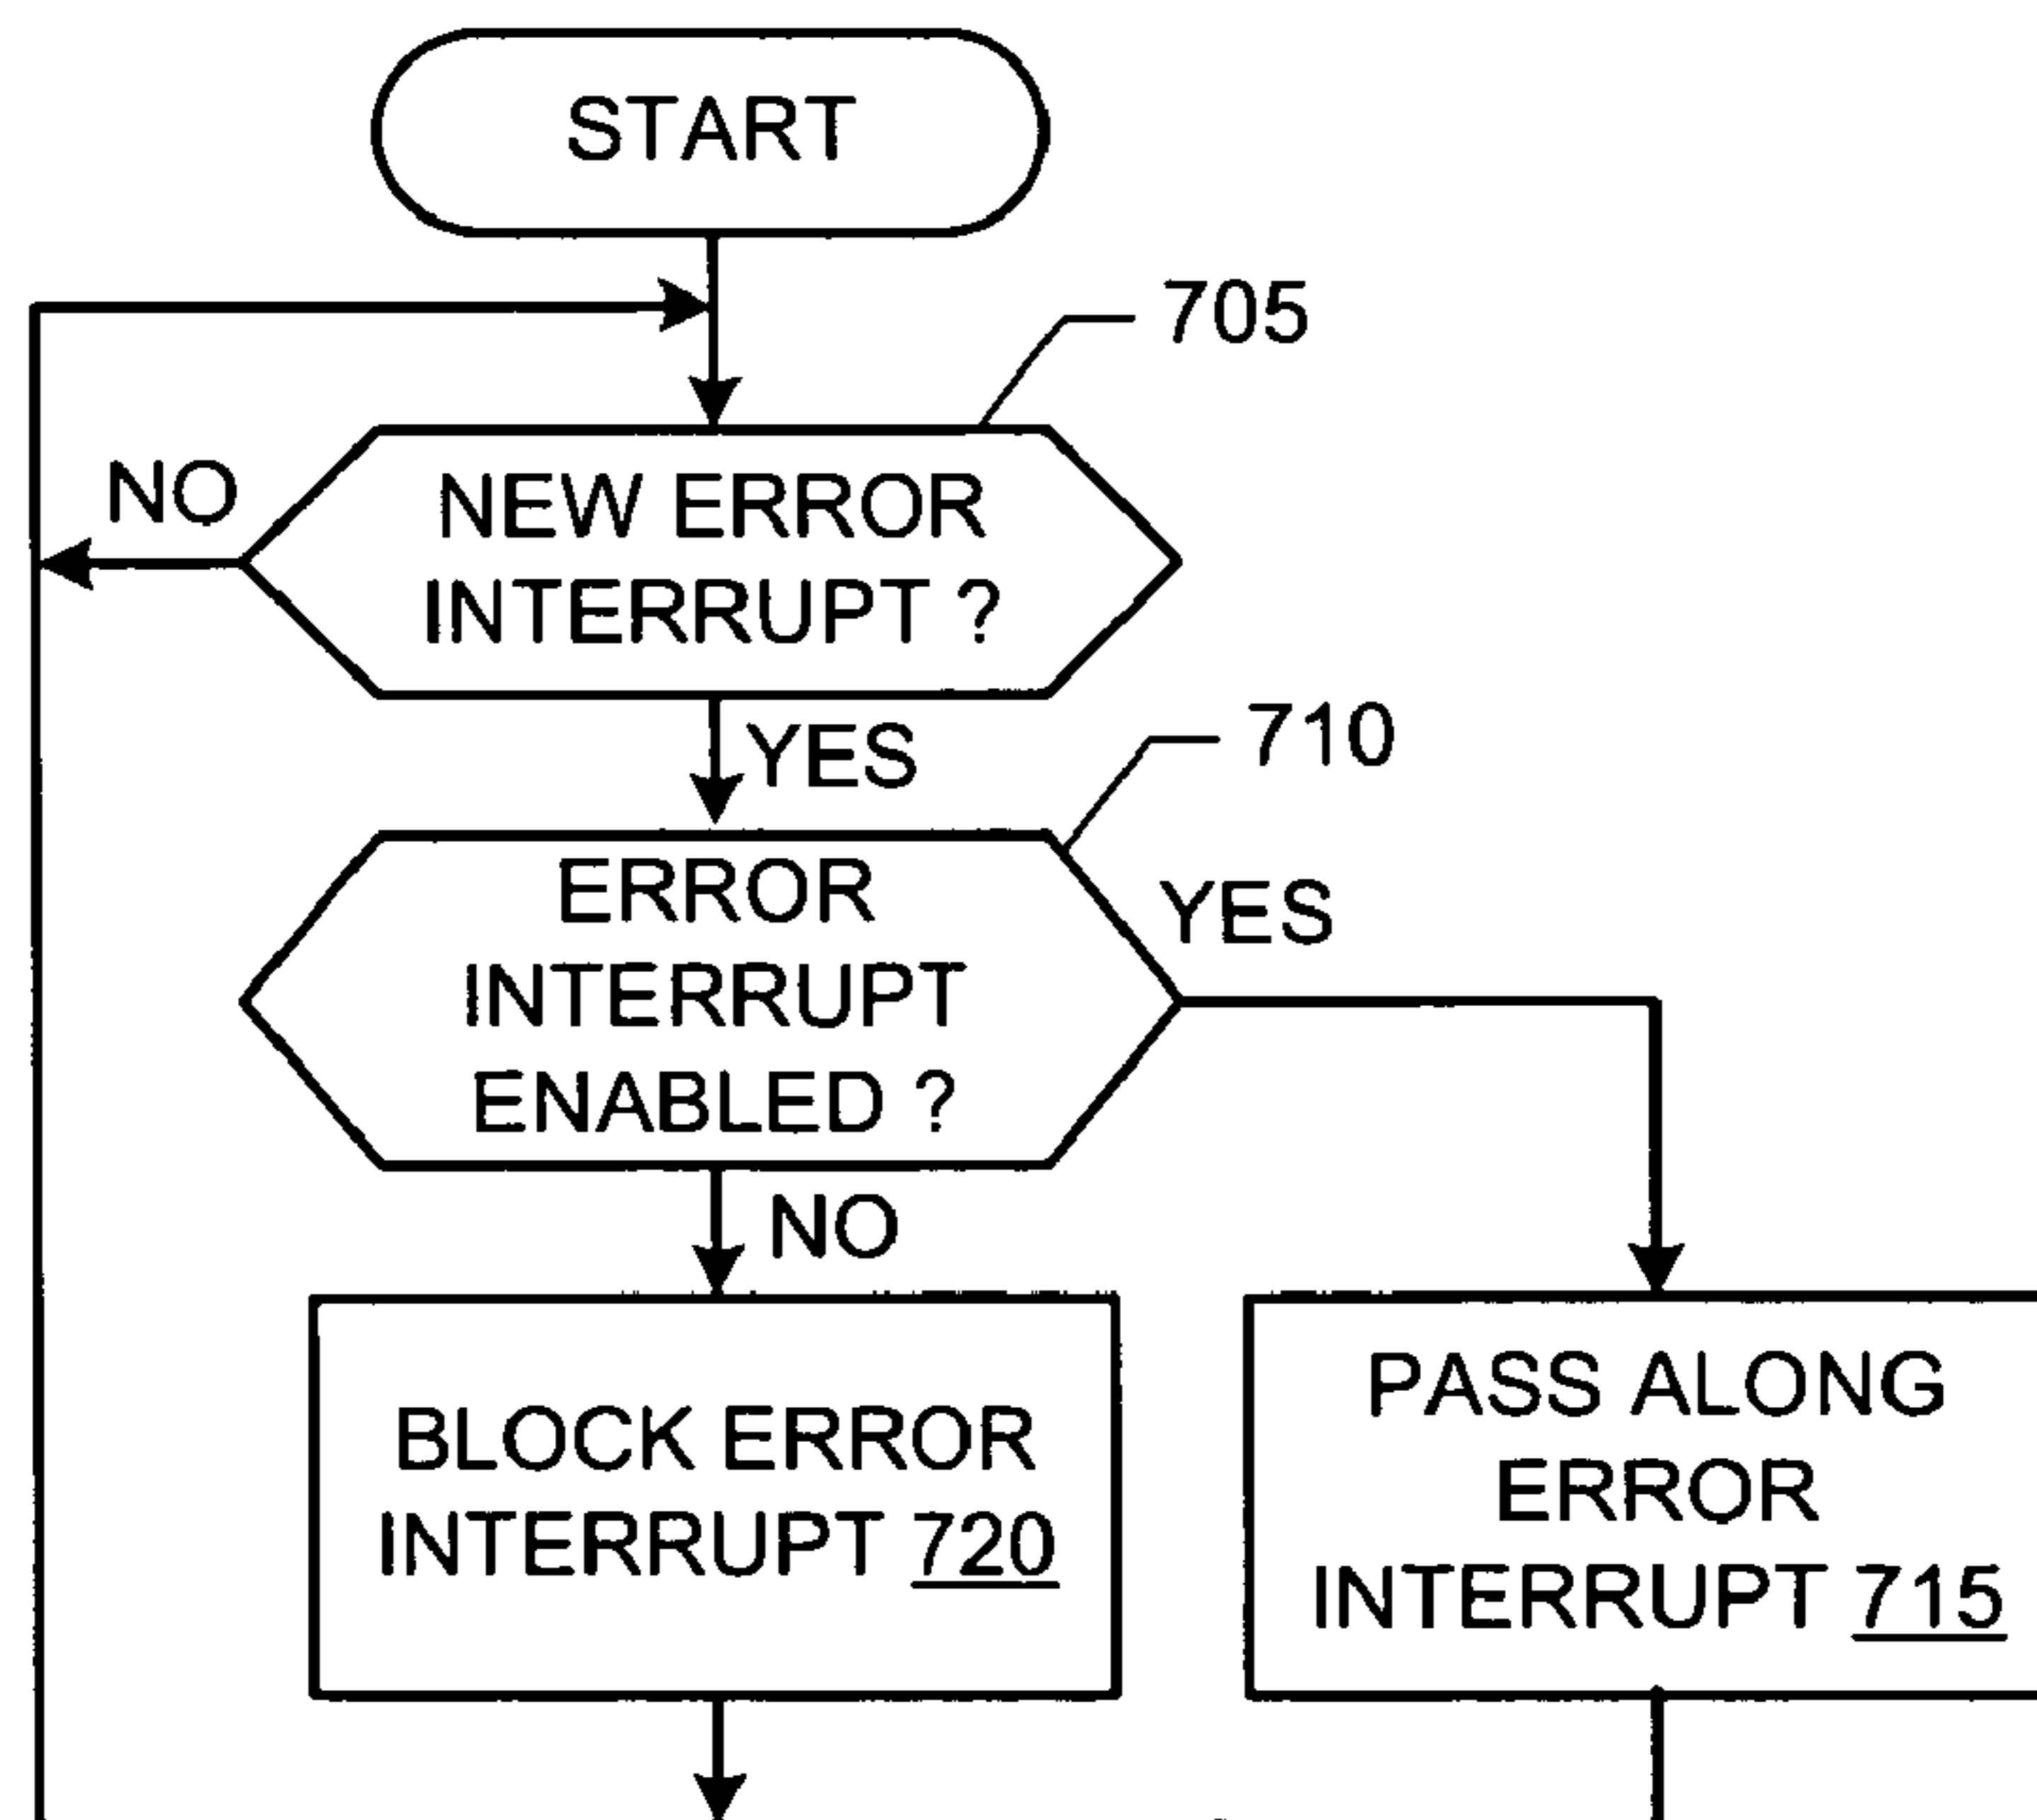 START
705
NO
NEW ERROR
INTERRUPT ?
YES
710
ERROR
INTERRUPT
ENABLED ?
YES
NO
BLOCK ERROR
INTERRUPT 720
PASS ALONG
ERROR
INTERRUPT 715